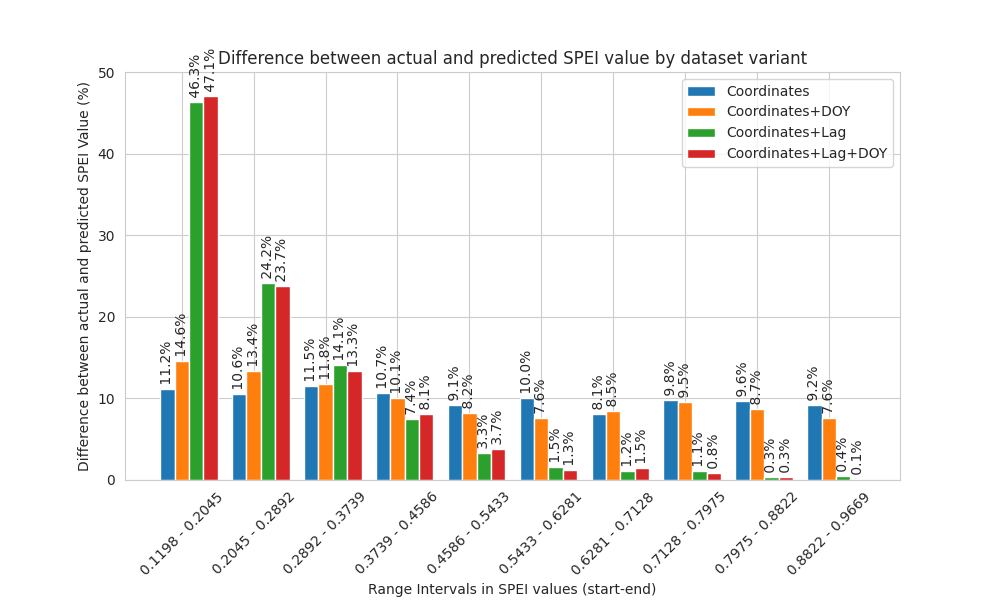 Difference between actual and predicted SPEI value by dataset variant
Difference between actual and predicted SPEI Value (%)
50
40
30
20
10
0
Coordinates
Coordinates+DOY
Coordinates+Lag
Coordinates+Lag+DOY
11.2%
14.6%
46.3%
47.1%
10.6%
13.4%
24.2%
23.7%
11.5%
11.8%
14.1%
13.3%
10.7%
10.1%
7.4%
8.1%
9.1%
8.2%
3.3%
3.7%
10.0%
7.6%
1.5%
1.3%
8.1%
8.5%
1.2%
1.5%
9.8%
9.5%
1.1%
0.8%
9.6%
8.7%
0.3%
0.3%
9.2%
7.6%
0.4%
0.1%
0.1198 - 0.2045
0.2045 - 0.2892
0.2892 - 0.3739
0.3739 - 0.4586
0.4586 - 0.5433
0.5433 - 0.6281
0.6281 - 0.7128
0.7128 - 0.7975
0.7975 - 0.8822
0.8822 - 0.9669
Range Intervals in SPEI values (start-end)